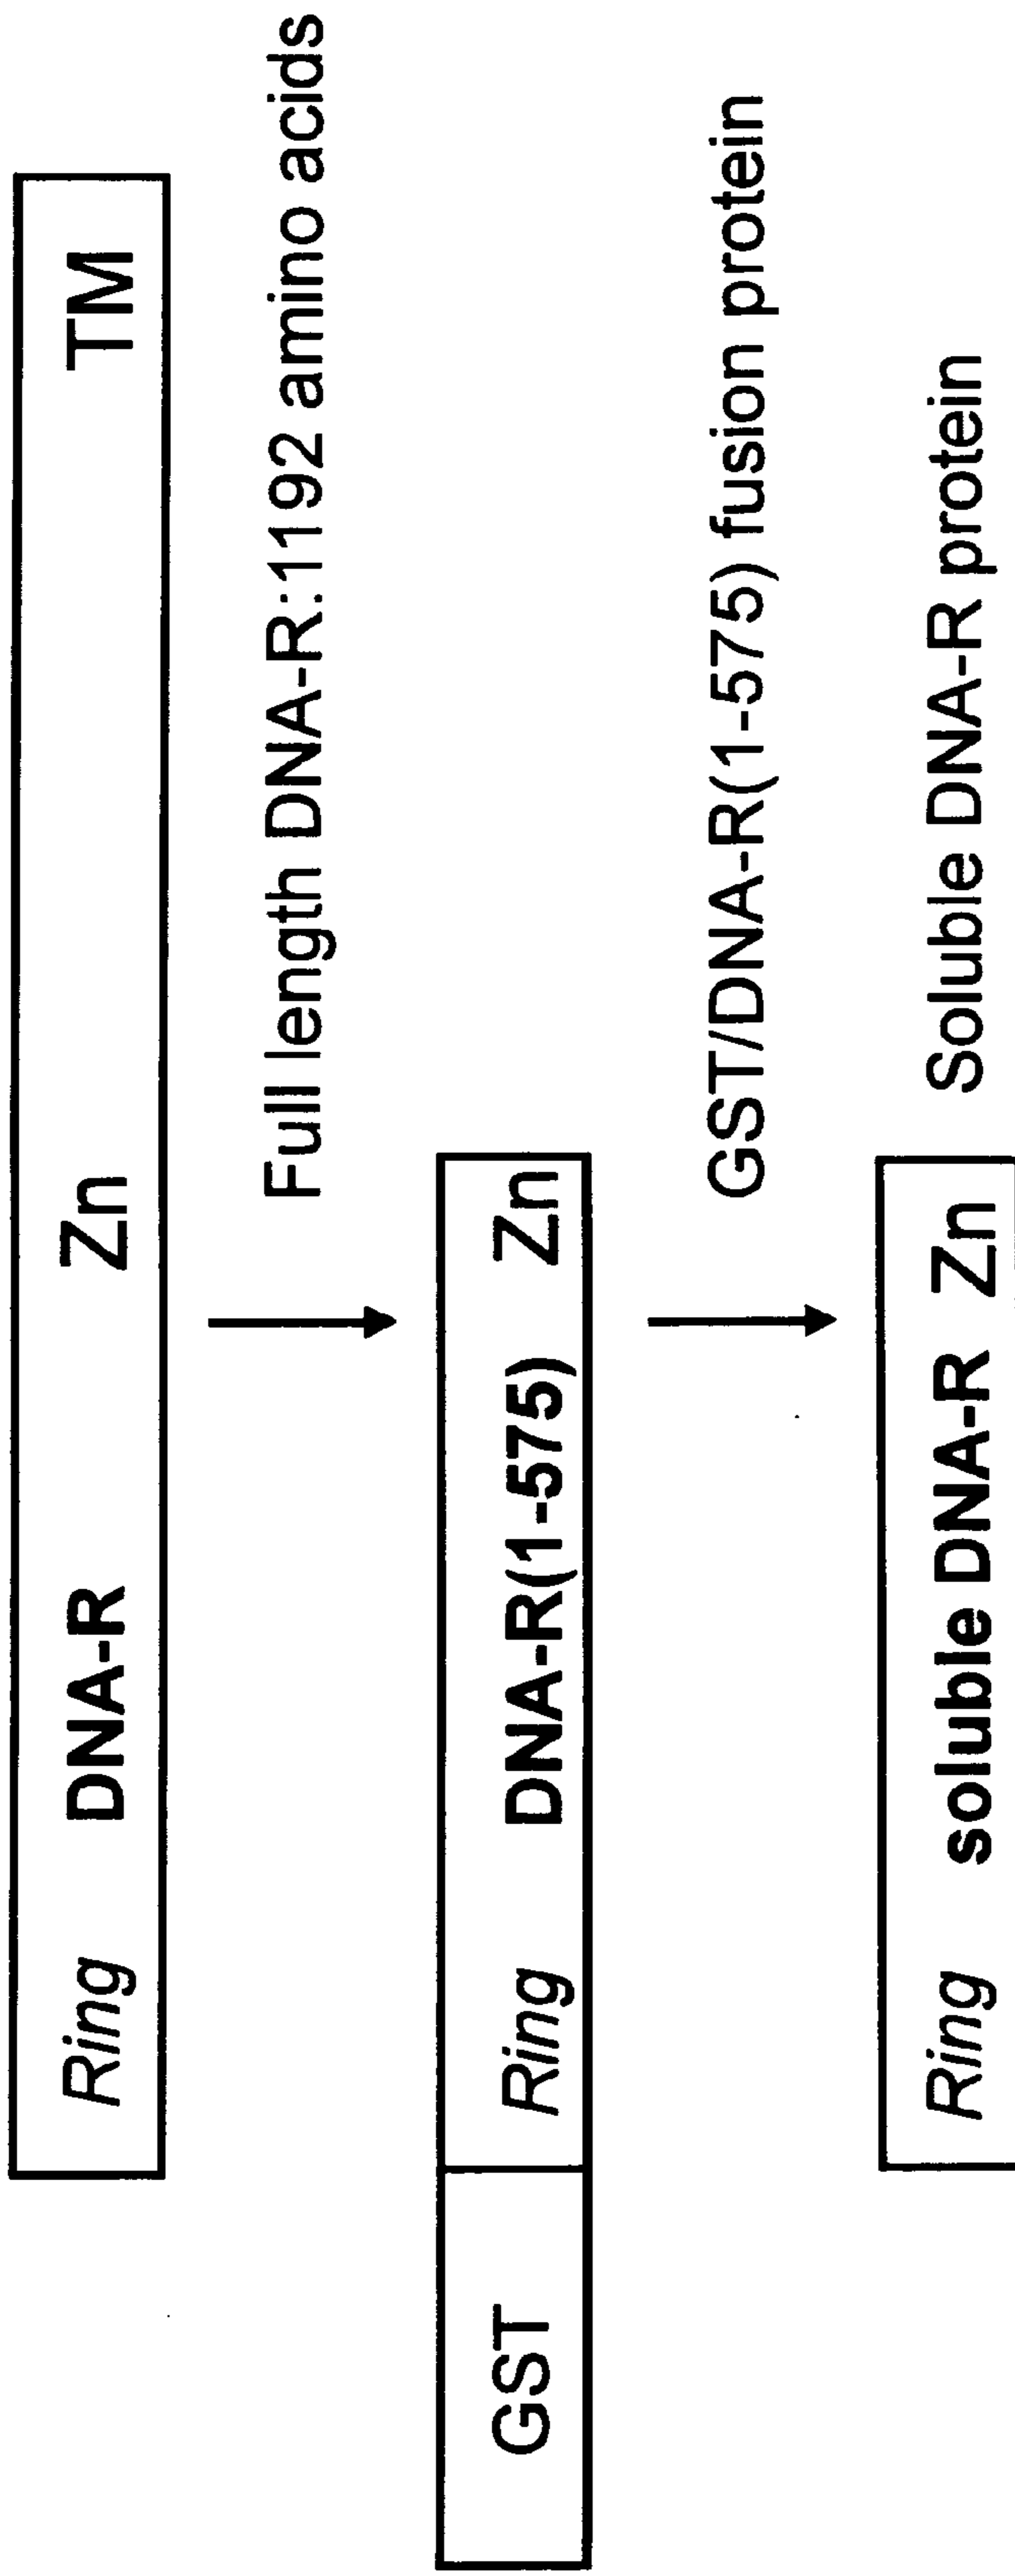 Ring DNA-R Zn TM
Full length DNA-R:1192 amino acids
GST Ring DNA-R(1-575) Zn
GST/DNA-R(1-575) fusion protein
Ring soluble DNA-R Zn Soluble DNA-R protein